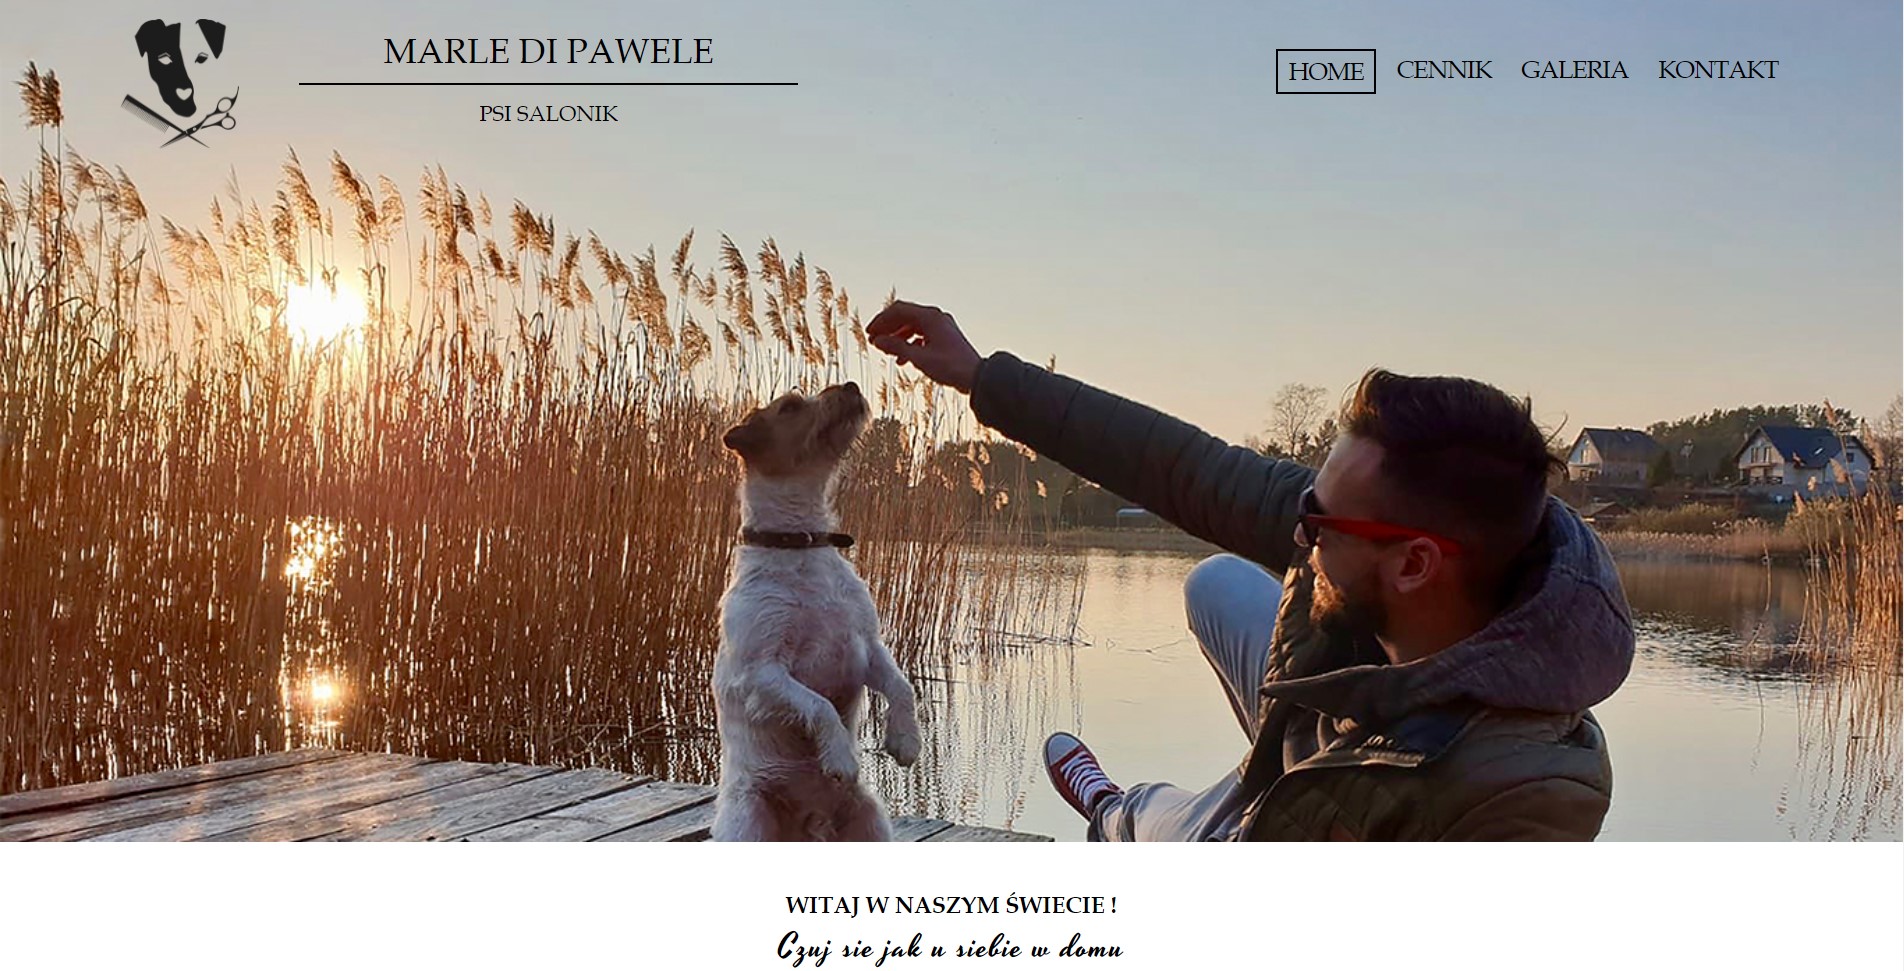 MARLE DI PAWELE
PSI SALONIK
HOME CENNIK GALERIA KONTAKT
WITAJ W NASZYM ŚWIECIE !
Czuj sie jak u siebie w domu